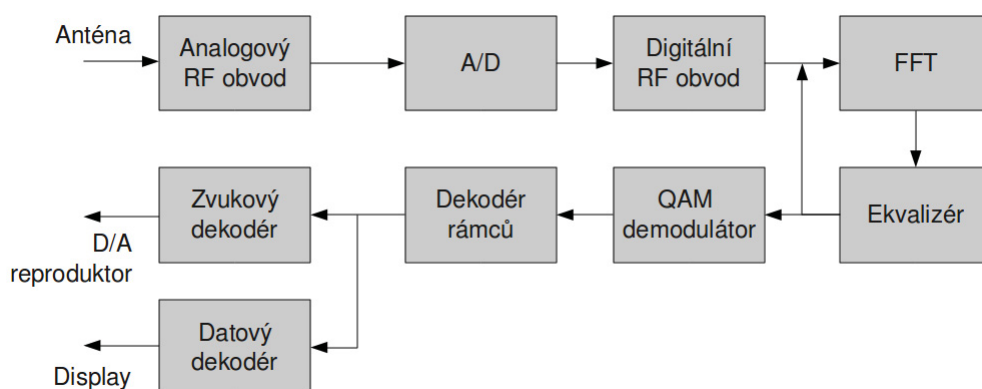 Anténa
Analogový
RF obvod
A/D
Digitální
RF obvod
FFT
Zvukový
dekodér
Dekodér
rámců
QAM
demodulátor
Ekvalizér
D/A
reproduktor
Datový
dekodér
Display